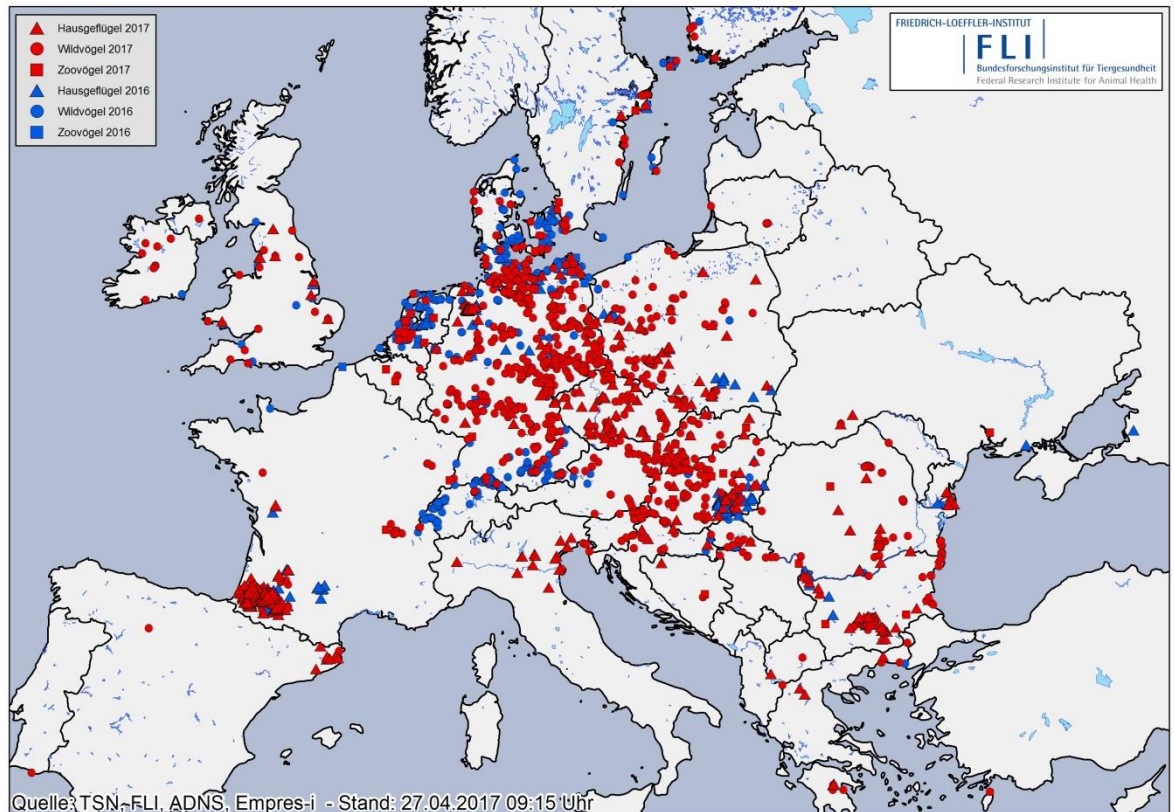 Hausgeflügel 2017
Wildvögel 2017
Zoovögel 2017
Hausgeflügel 2016
Wildvögel 2016
Zoovögel 2016
FRIEDRICH-LOEFFLER-INSTITUT
FLI
Bundesforschungsinstitut für Tiergesundheit
Federal Research Institute for Animal Health
Quelle: TSN, FLI, ADNS, Empres-i - Stand: 27.04.2017 09:15 Uhr